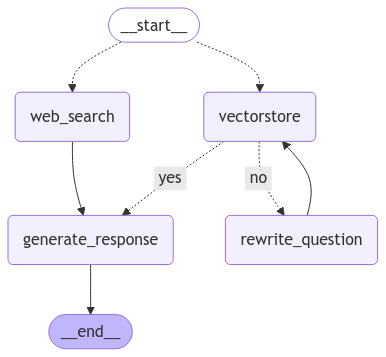 __start__
web_search
vectorstore
yes
no
generate_response
rewrite_question
__end__